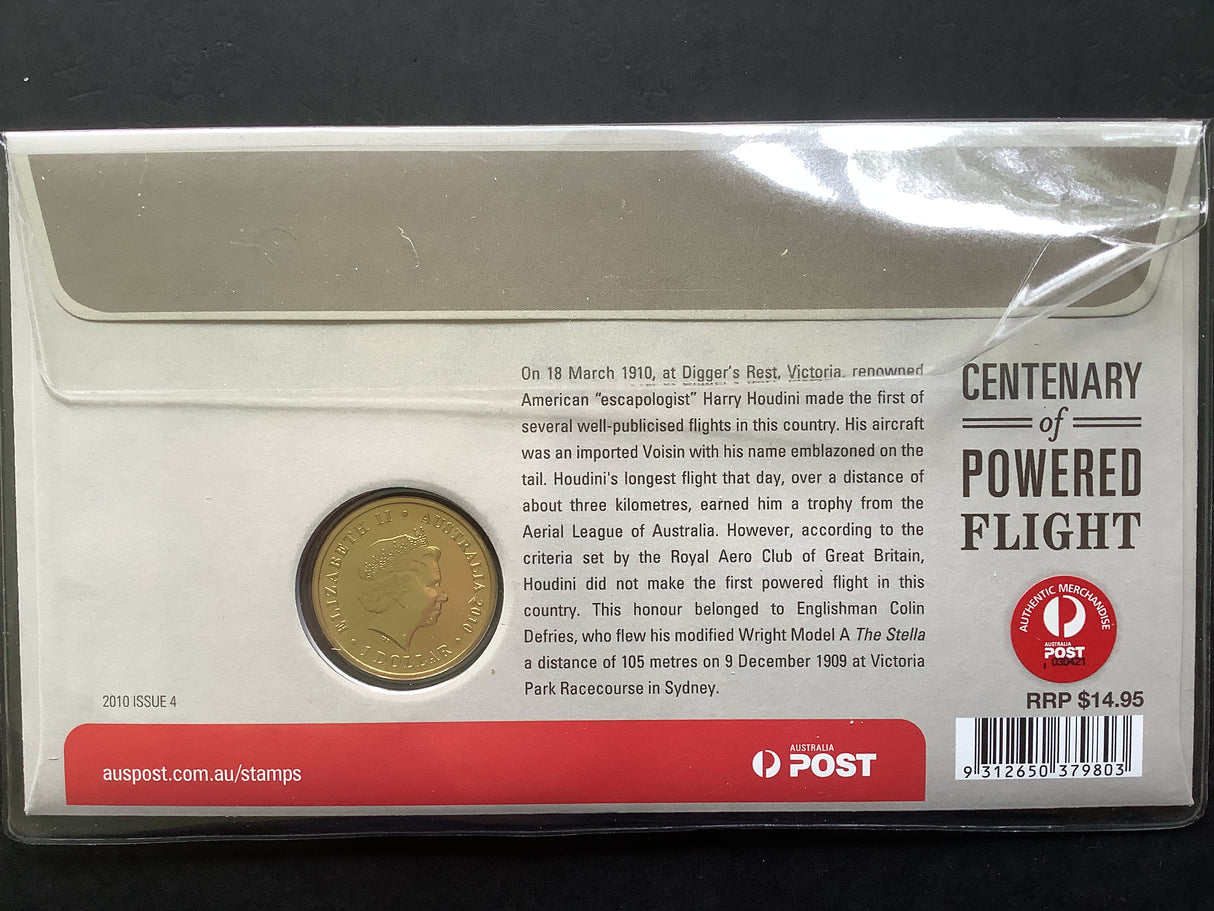 On 18 March 1910, at Digger's Rest, Victoria, renowned
American "escapologist" Harry Houdini made the first of
several well-publicised flights in this country. His aircraft
was an imported Voisin with his name emblazoned on the
tail. Houdini's longest flight that day, over a distance of
about three kilometres, earned him a trophy from the
Aerial League of Australia. However, according to the
criteria set by the Royal Aero Club of Great Britain,
Houdini did not make the first powered flight in this
country. This honour belonged to Englishman Colin
Defries, who flew his modified Wright Model A The Stella
a distance of 105 metres on 9 December 1909 at Victoria
Park Racecourse in Sydney.
CENTENARY
of
POWERED
FLIGHT
ELIZABETH II • AUSTRALIA 2010 •
1 DOLLAR •
AUTHENTIC MERCHANDISE
AUSTRALIA
POST
030421
RRP $14.95
9 312650 379803
2010 ISSUE 4
auspost.com.au/stamps
AUSTRALIA
POST